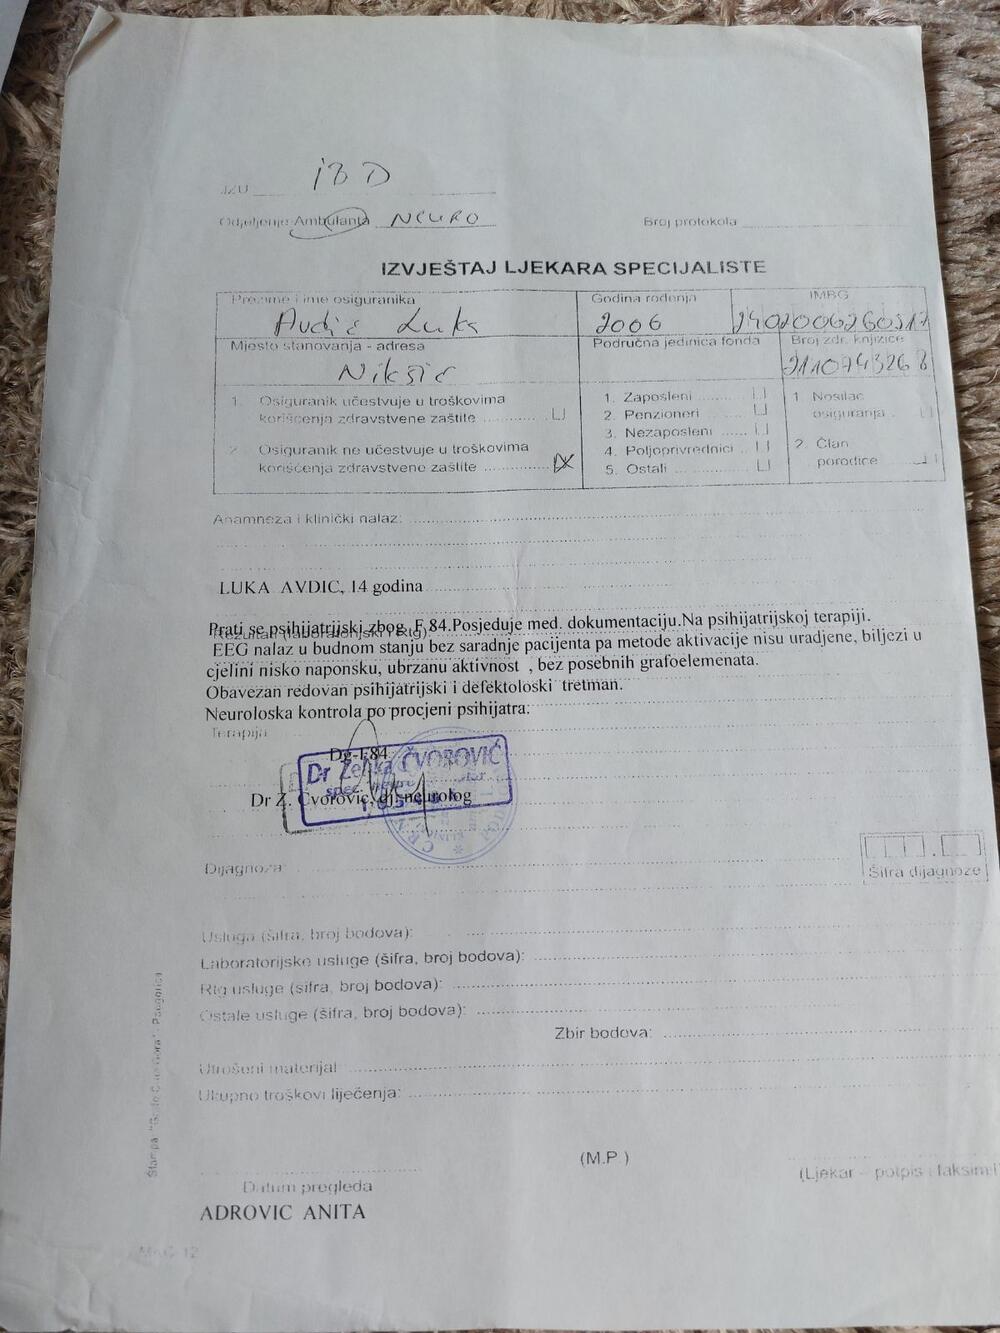 JZU IBD
Odjeljenje Ambulanta NEURO Broj protokola
IZVJEŠTAJ LJEKARA SPECIJALISTE
Prezime i ime osiguranika Godina rođenja JMBG
Avdić Luka 2006
Mjesto stanovanja - adresa Područna jedinica fonda Broj zdr. knjižice
Nikšić
1. Osiguranik učestvuje u troškovima
korišćenja zdravstvene zaštite
2. Osiguranik ne učestvuje u troškovima
korišćenja zdravstvene zaštite
1. Zaposleni
2. Penzioneri
3. Nezaposleni
4. Poljoprivrednici
5. Ostali
1. Nosilac
osiguranja
2. Član
porodice
Anamneza i klinički nalaz:
LUKA AVDIC, 14 godina
Prati se psihijatrijski zbog F 84.Posjeduje med. dokumentaciju.Na psihijatrijskoj terapiji.
Rezultati (laboratorijski i Rtg):
EEG nalaz u budnom stanju bez saradnje pacijenta pa metode aktivacije nisu uradjene, biljezi u
cjelini nisko naponsku, ubrzanu aktivnost , bez posebnih grafoelemenata.
Obavezan redovan psihijatrijski i defektoloski tretman.
Neuroloska kontrola po procjeni psihijatra.
Terapija
Dg-F84
Dr Željka ČVOROVIĆ
Dr Z. Cvorovic, dj.neurolog
Dijagnoza
Šifra dijagnoze
Usluga (šifra, broj bodova):
Laboratorijske usluge (šifra, broj bodova):
Rtg usluge (šifra, broj bodova):
Ostale usluge (šifra, broj bodova):
Zbir bodova:
Utrošeni materijal
Ukupno troškovi liječenja:
(M.P.)
Datum pregleda
(Ljekar – potpis i faksimil
ADROVIC ANITA